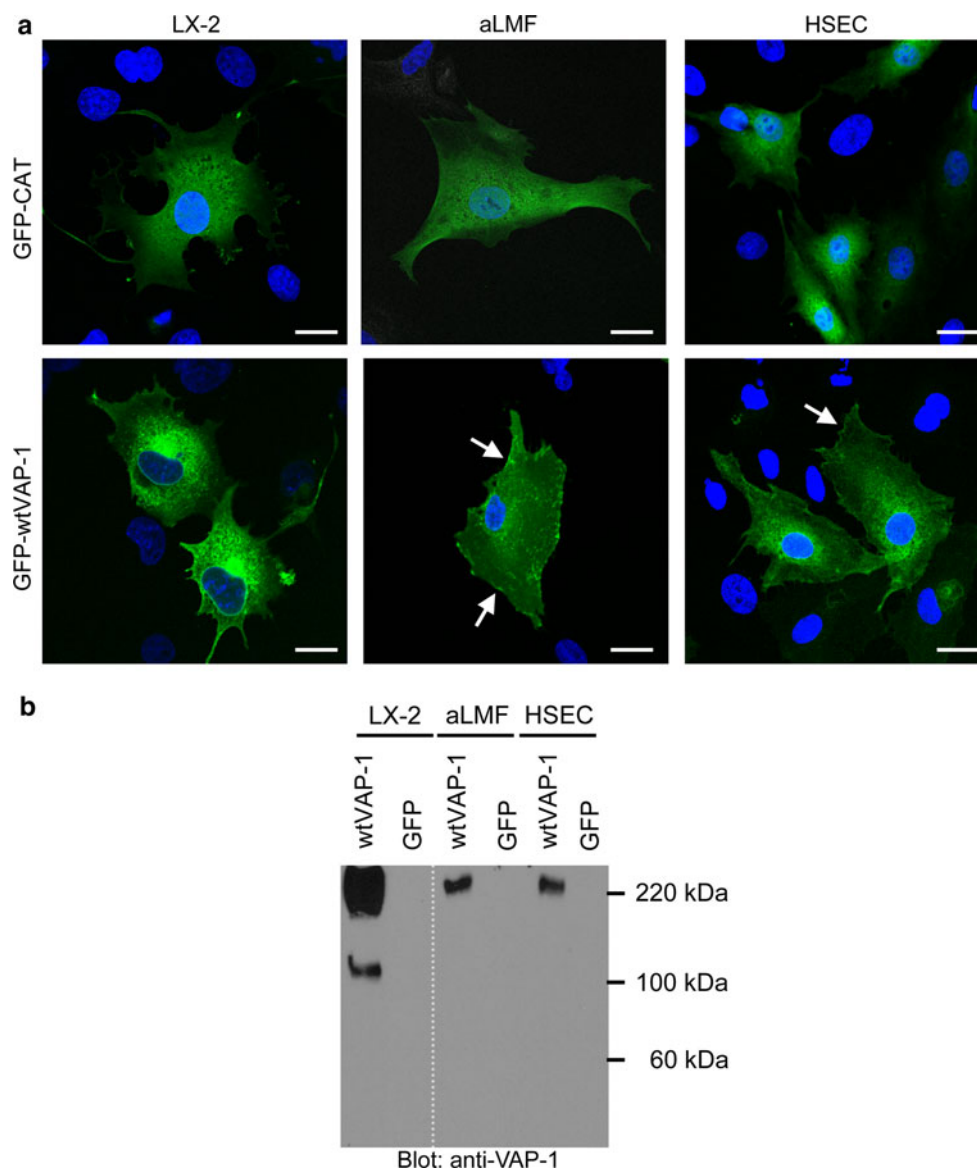 a
LX-2 aLMF HSEC
GFP-CAT
GFP-wtVAP-1
b
LX-2 aLMF HSEC
wtVAP-1 GFP wtVAP-1 GFP wtVAP-1 GFP
220 kDa
100 kDa
60 kDa
Blot: anti-VAP-1